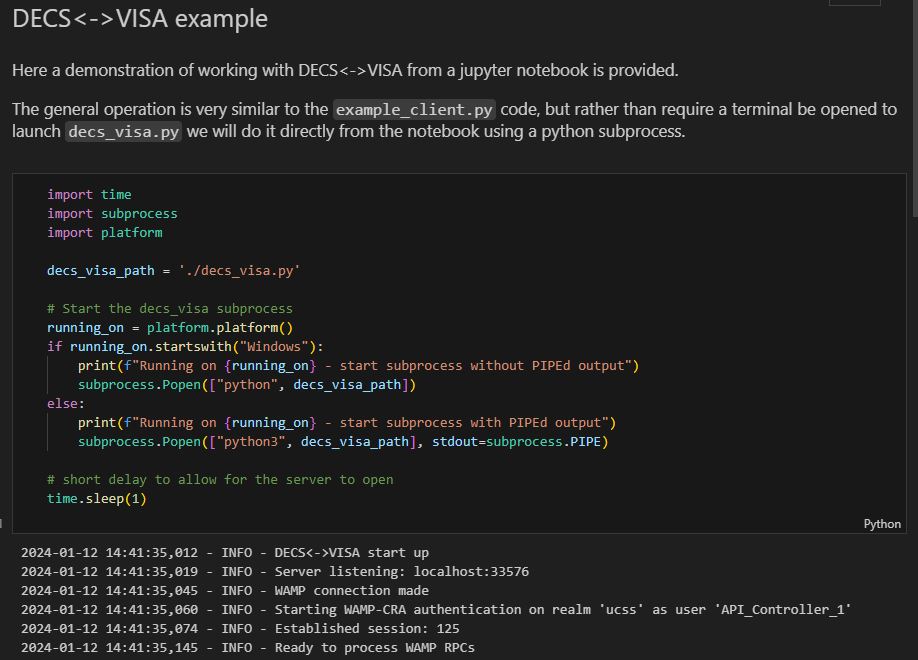 DECS<->VISA example
Here a demonstration of working with DECS<->VISA from a jupyter notebook is provided.
The general operation is very similar to the example_client.py code, but rather than require a terminal be opened to
launch decs_visa.py we will do it directly from the notebook using a python subprocess.
import time
import subprocess
import platform
decs_visa_path = './decs_visa.py'
# Start the decs_visa subprocess
running_on = platform.platform()
if running_on.startswith("Windows"):
    print(f"Running on {running_on} - start subprocess without PIPEd output")
    subprocess.Popen(["python", decs_visa_path])
else:
    print(f"Running on {running_on} - start subprocess with PIPEd output")
    subprocess.Popen(["python3", decs_visa_path], stdout=subprocess.PIPE)
# short delay to allow for the server to open
time.sleep(1)
Python
2024-01-12 14:41:35,012 - INFO - DECS<->VISA start up
2024-01-12 14:41:35,019 - INFO - Server listening: localhost:33576
2024-01-12 14:41:35,045 - INFO - WAMP connection made
2024-01-12 14:41:35,060 - INFO - Starting WAMP-CRA authentication on realm 'ucss' as user 'API_Controller_1'
2024-01-12 14:41:35,074 - INFO - Established session: 125
2024-01-12 14:41:35,145 - INFO - Ready to process WAMP RPCs